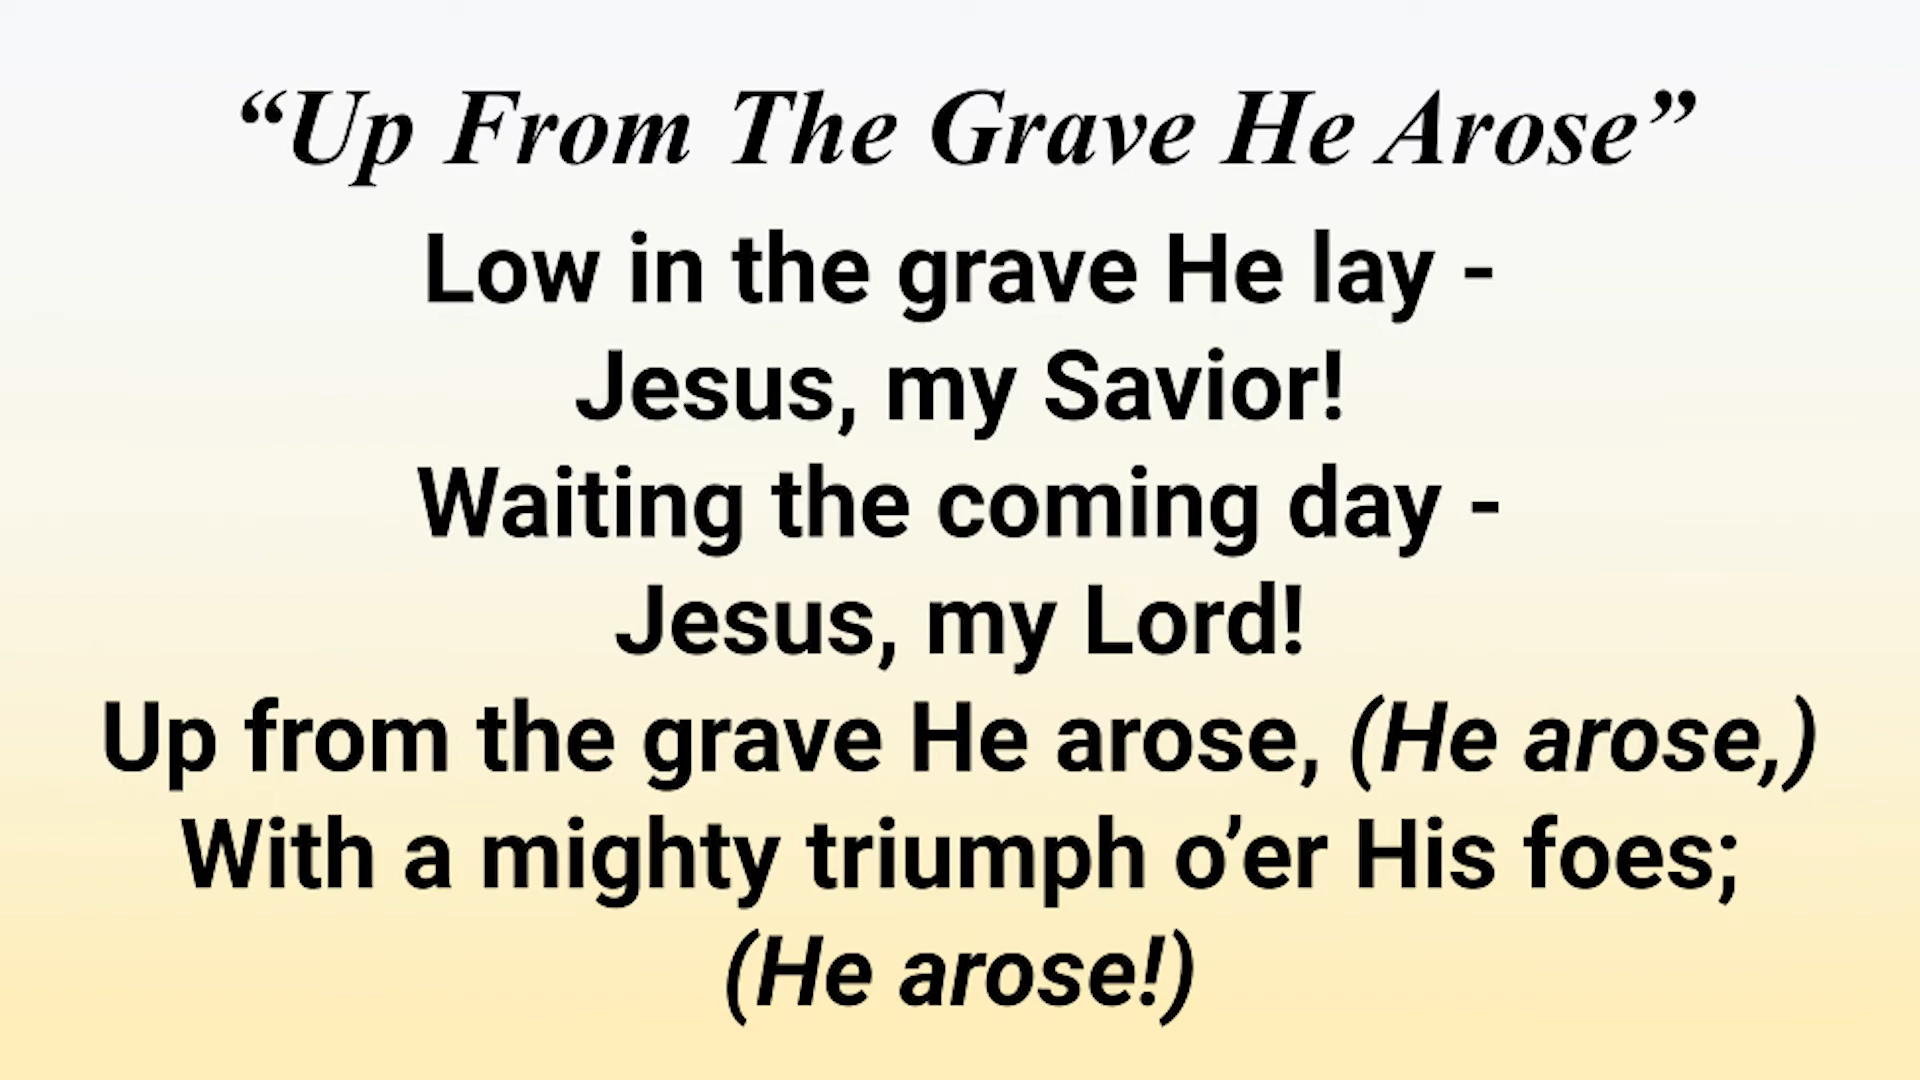 “Up From The Grave He Arose”
Low in the grave He lay -
Jesus, my Savior!
Waiting the coming day -
Jesus, my Lord!
Up from the grave He arose, (He arose,)
With a mighty triumph o’er His foes;
(He arose!)